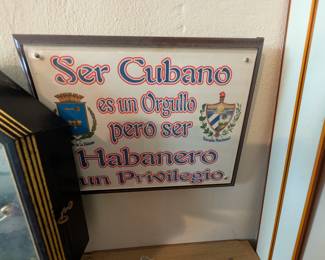 Ser Cubano
es un Orgullo
pero ser
Habanero
un Privilegio